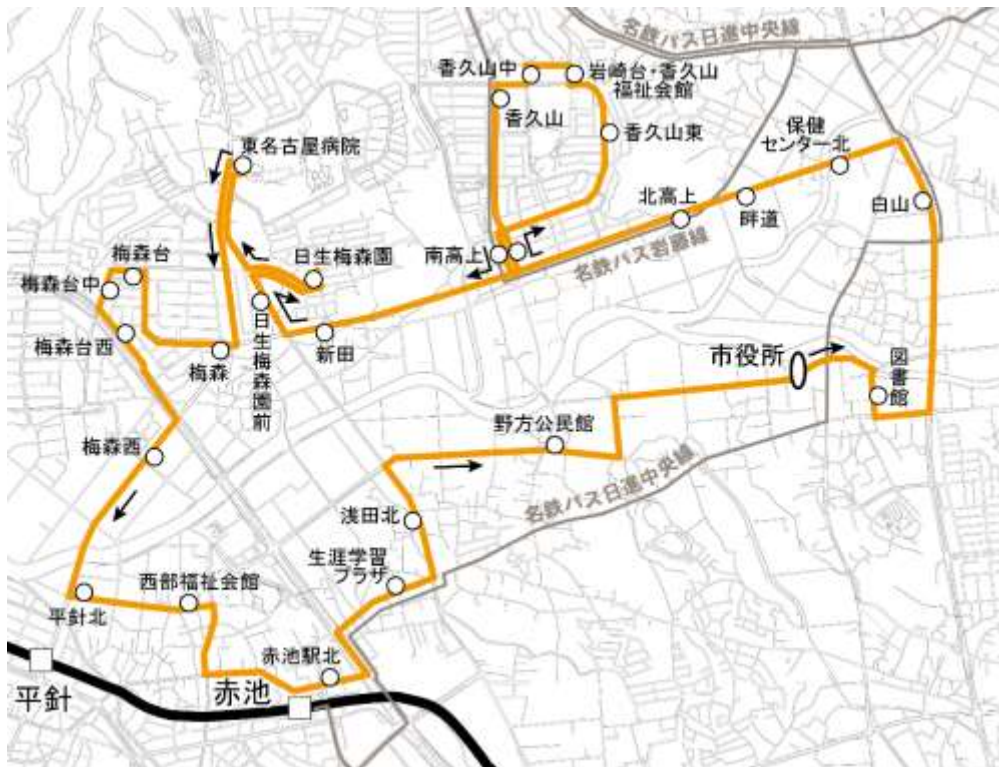 名鉄バス日進中央線
香久山中
岩崎台・香久山
福祉会館
香久山
香久山東
保健
センター北
東名古屋病院
北高上
畔道
白山
南高上
名鉄バス岩藤線
日生梅森園
梅森台
梅森台中
梅森台西
梅森
日生梅森園前
新田
市役所
図書館
野方公民館
梅森西
名鉄バス日進中央線
浅田北
生涯学習
プラザ
西部福祉会館
平針北
赤池駅北
赤池
平針